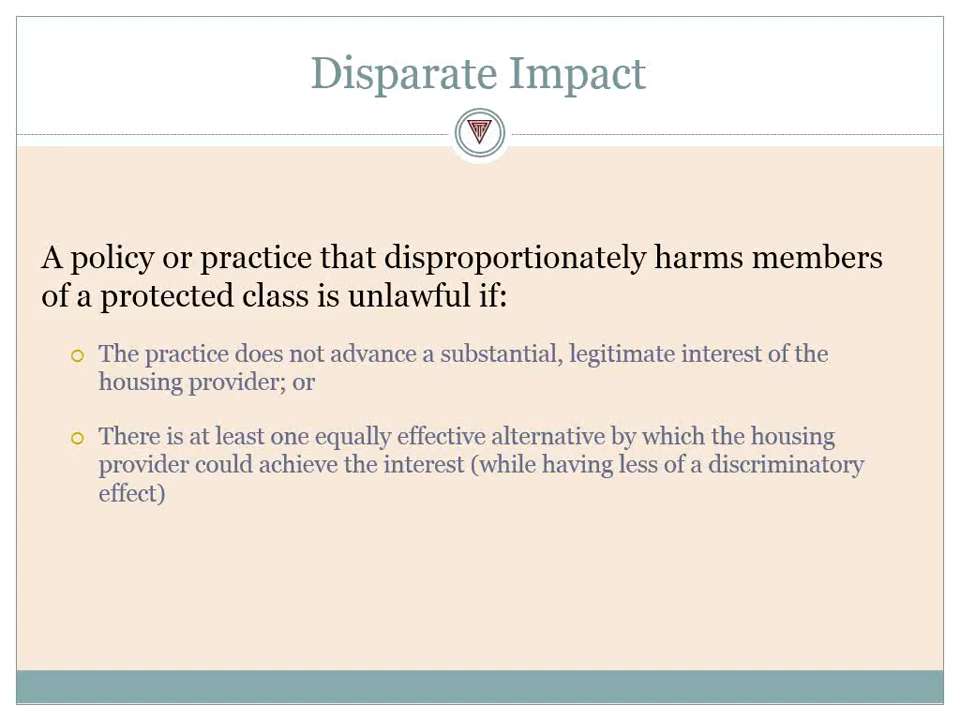 Disparate Impact
A policy or practice that disproportionately harms members
of a protected class is unlawful if:
The practice does not advance a substantial, legitimate interest of the
housing provider; or
There is at least one equally effective alternative by which the housing
provider could achieve the interest (while having less of a discriminatory
effect)